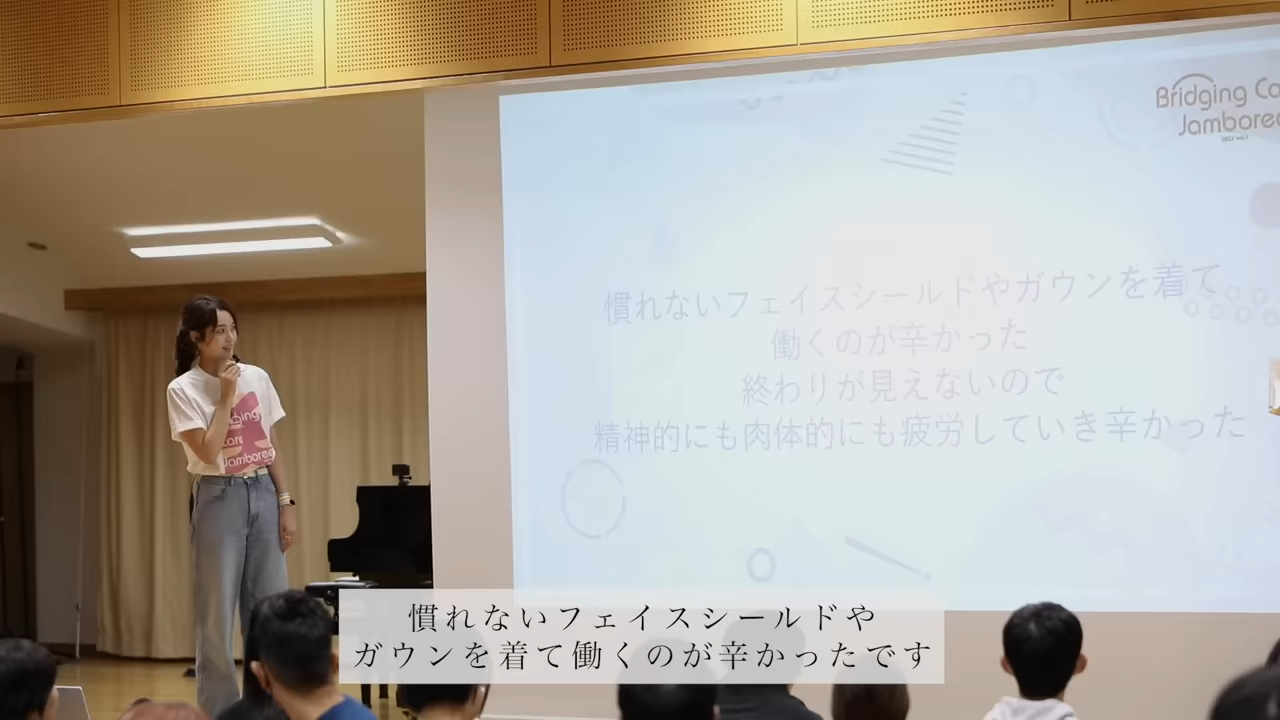 Bridging Ca
Jamboree
慣れないフェイスシールドやガウンを着て
働くのが辛かった
終わりが見えないので
精神的にも肉体的にも疲労していき辛かった
Jamboree
慣れないフェイスシールドや
ガウンを着て働くのが辛かったです